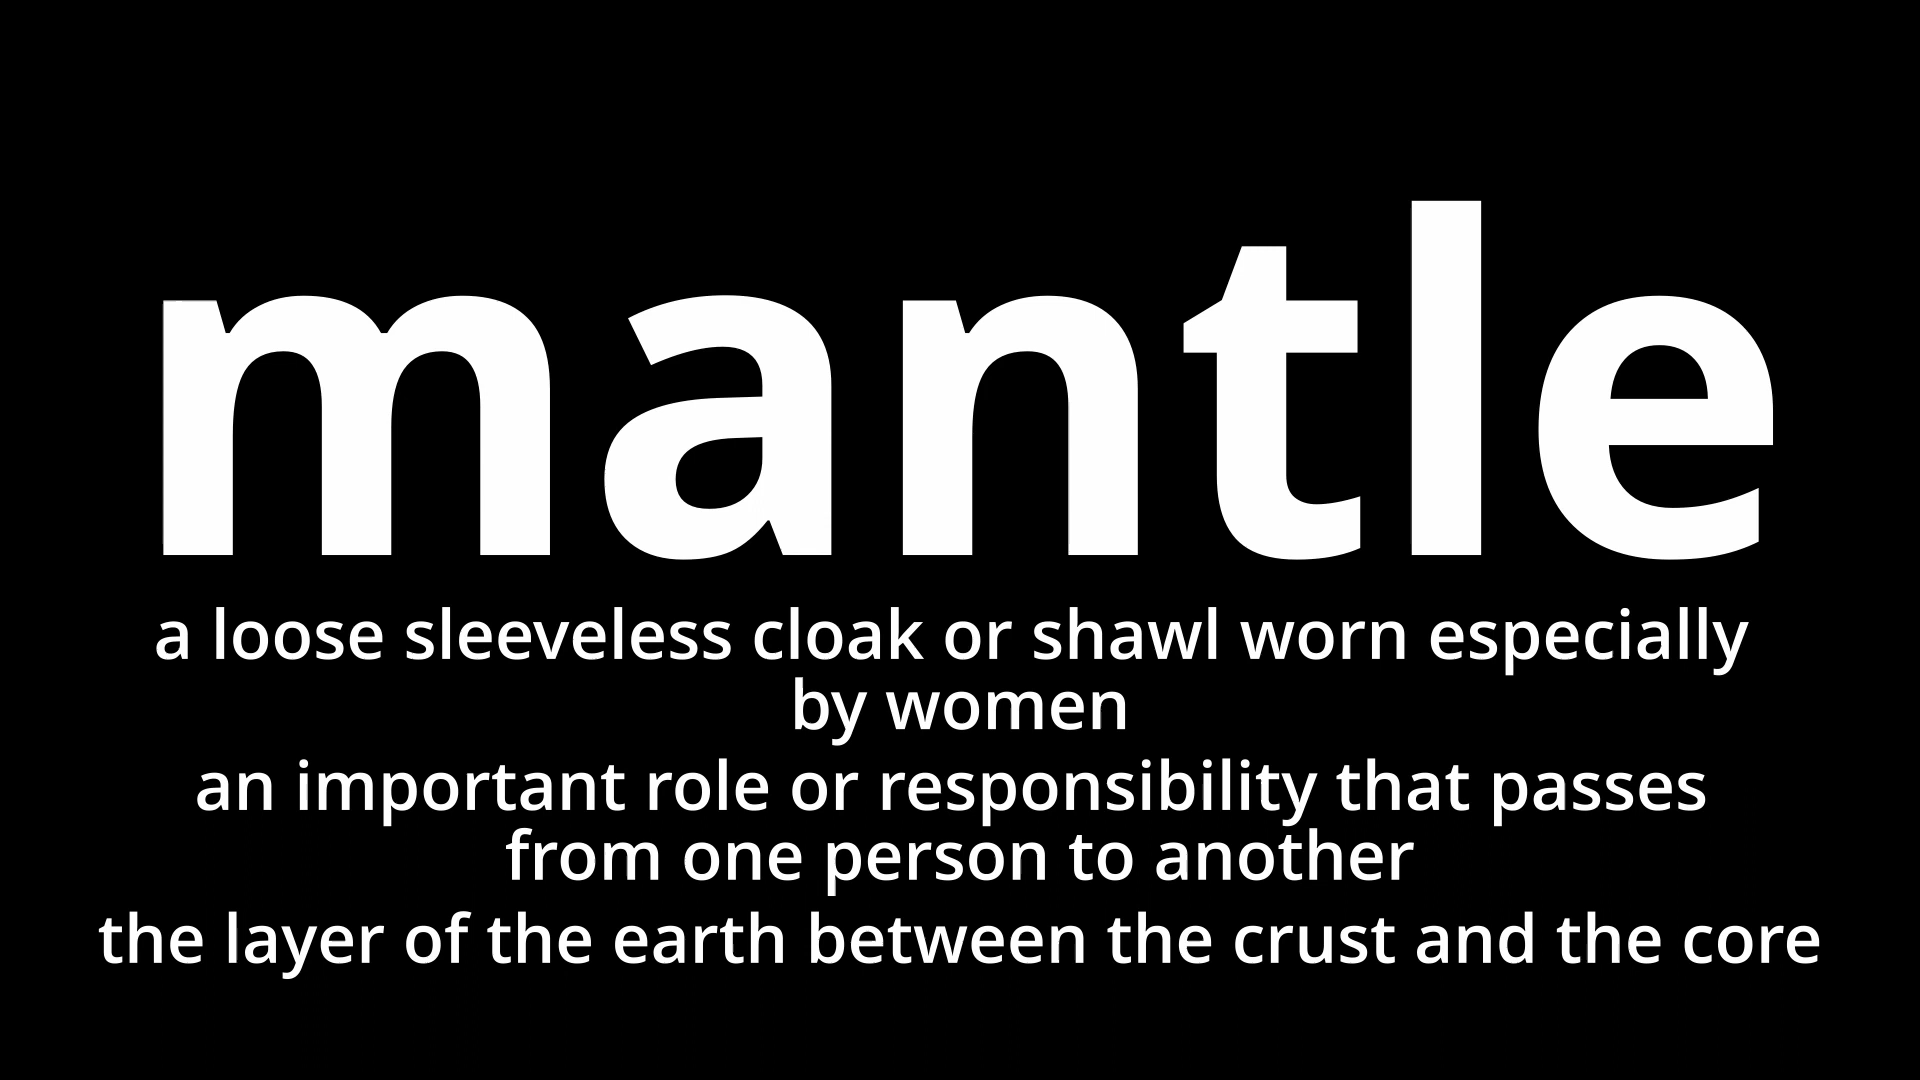 mantle
a loose sleeveless cloak or shawl worn especially
by women
an important role or responsibility that passes
from one person to another
the layer of the earth between the crust and the core